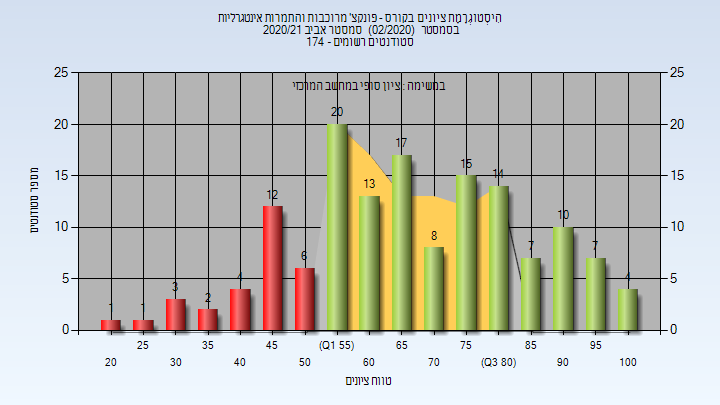 הִיסְטוֹגְרַמַת ציונים בקורס - פונקצ' מרוכבות והתמרות אינטגרליות
בסמסטר (02/2020) סמסטר אביב 2020/21
סטודנטים רשומים - 174
במשימה : ציון סופי במחשב המרוכזי
25 25
20 20
15 15
10 10
5 5
0 0
מספר סטודנטים
1 1 3 2 4 12 6 20 13 17 8 15 14 7 10 7 4
25 35 45 (Q1 55) 65 75 85 95
20 30 40 50 60 70 (Q3 80) 90 100
טווח ציונים